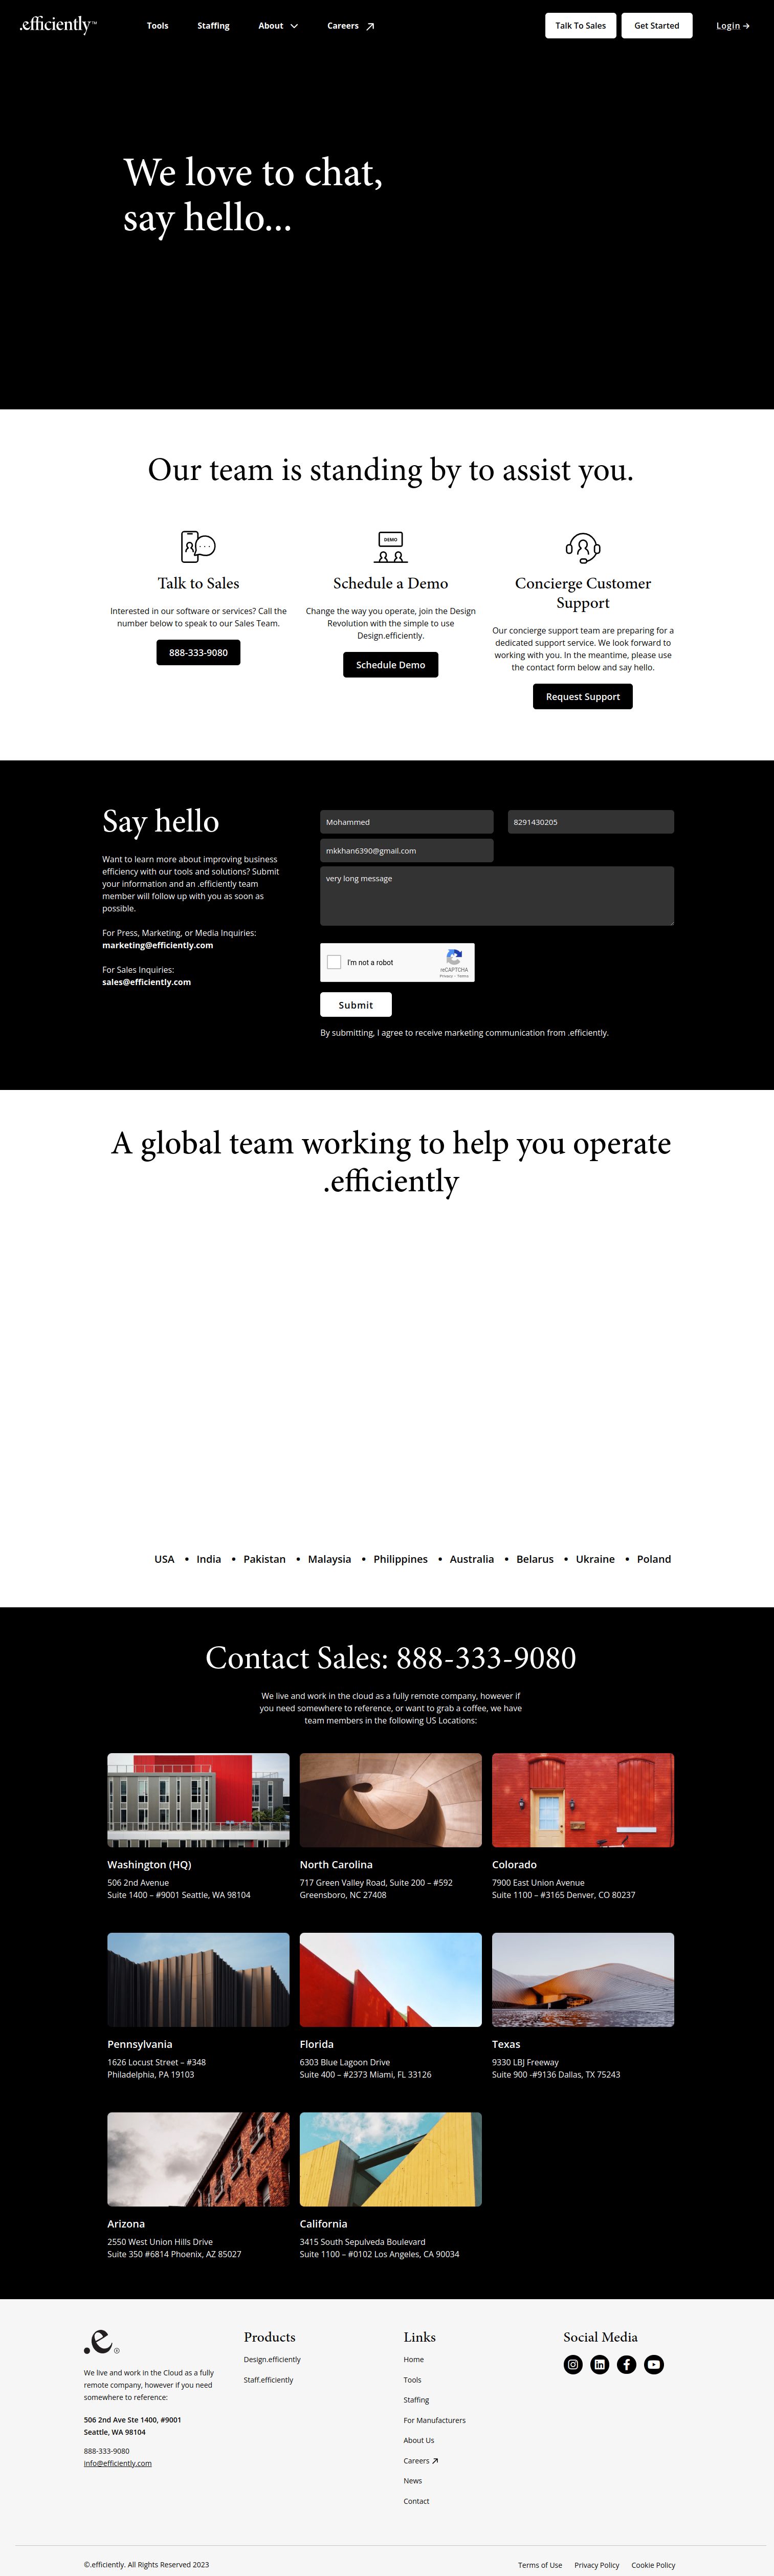 .efficiently™
Tools
Staffing
About
Careers
Talk To Sales
Get Started
Login →
We love to chat,
say hello...
Our team is standing by to assist you.
Talk to Sales
Interested in our software or services? Call the
number below to speak to our Sales Team.
888-333-9080
DEMO
Schedule a Demo
Change the way you operate, join the Design
Revolution with the simple to use
Design.efficiently.
Schedule Demo
Concierge Customer
Support
Our concierge support team are preparing for a
dedicated support service. We look forward to
working with you. In the meantime, please use
the contact form below and say hello.
Request Support
Say hello
Want to learn more about improving business
efficiency with our tools and solutions? Submit
your information and an .efficiently team
member will follow up with you as soon as
possible.
For Press, Marketing, or Media Inquiries:
marketing@efficiently.com
For Sales Inquiries:
sales@efficiently.com
Mohammed
8291430205
mkkhan6390@gmail.com
very long message
I'm not a robot
reCAPTCHA
Privacy - Terms
Submit
By submitting, I agree to receive marketing communication from .efficiently.
A global team working to help you operate
.efficiently
USA • India • Pakistan • Malaysia • Philippines • Australia • Belarus • Ukraine • Poland
Contact Sales: 888-333-9080
We live and work in the cloud as a fully remote company, however if
you need somewhere to reference, or want to grab a coffee, we have
team members in the following US Locations:
Washington (HQ)
506 2nd Avenue
Suite 1400 – #9001 Seattle, WA 98104
North Carolina
717 Green Valley Road, Suite 200 – #592
Greensboro, NC 27408
Colorado
7900 East Union Avenue
Suite 1100 – #3165 Denver, CO 80237
Pennsylvania
1626 Locust Street – #348
Philadelphia, PA 19103
Florida
6303 Blue Lagoon Drive
Suite 400 – #2373 Miami, FL 33126
Texas
9330 LBJ Freeway
Suite 900 -#9136 Dallas, TX 75243
Arizona
2550 West Union Hills Drive
Suite 350 #6814 Phoenix, AZ 85027
California
3415 South Sepulveda Boulevard
Suite 1100 – #0102 Los Angeles, CA 90034
.e®
We live and work in the Cloud as a fully
remote company, however if you need
somewhere to reference:
506 2nd Ave Ste 1400, #9001
Seattle, WA 98104
888-333-9080
info@efficiently.com
Products
Design.efficiently
Staff.efficiently
Links
Home
Tools
Staffing
For Manufacturers
About Us
Careers
News
Contact
Social Media
©.efficiently. All Rights Reserved 2023
Terms of Use
Privacy Policy
Cookie Policy